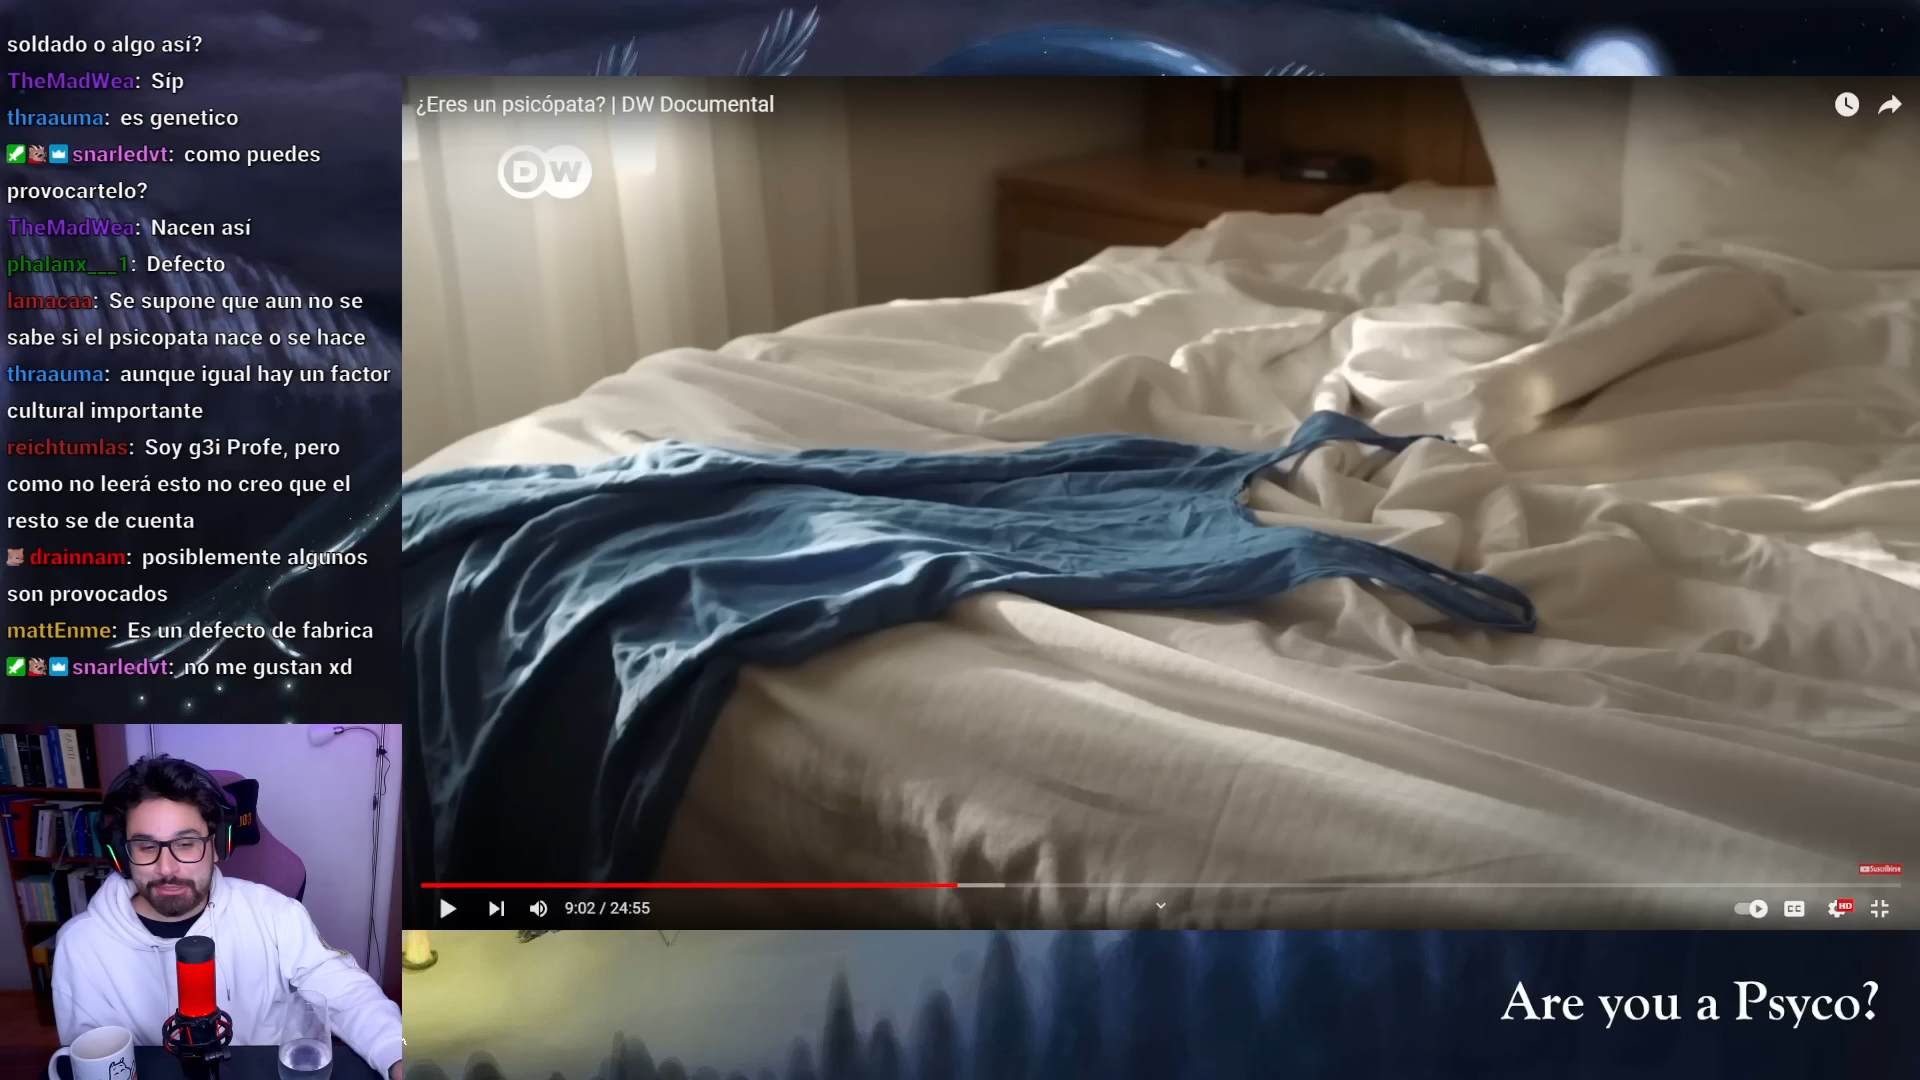 soldado o algo así?
TheMadWea: Síp
thraauma: es genetico
snarledvt: como puedes
provocartelo?
TheMadWea: Nacen así
phalanx___1: Defecto
lamacaa: Se supone que aun no se
sabe si el psicopata nace o se hace
thraauma: aunque igual hay un factor
cultural importante
reichtumlas: Soy g3i Profe, pero
como no leerá esto no creo que el
resto se de cuenta
drainnam: posiblemente algunos
son provocados
mattEnme: Es un defecto de fabrica
snarledvt: no me gustan xd
¿Eres un psicópata? | DW Documental
DW
Suscribirse
9:02 / 24:55
CC
HD
Are you a Psyco?